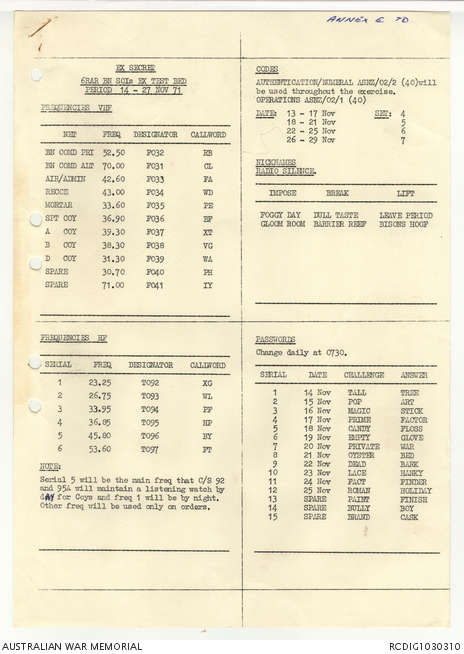 ANNEX E TO
EX SECRET
6RAR BN SOIs EX TEST BED
PERIOD 14 - 27 NOV 71
FREQUENCIES VHF
NET FREQ DESIGNATOR CALLWORD
BN COMD PRI 52.50 F032 RR
BN COMD ALT 70.00 F031 CL
AIR/ADMIN 42.60 F033 FA
RECCE 43.00 F034 WD
MORTAR 33.60 F035 PE
SPT COY 36.90 F036 EF
A COY 39.30 F037 XT
B COY 38.30 F038 VG
D COY 31.30 F039 WA
SPARE 30.70 F040 PH
SPARE 71.00 F041 IY
FREQUENCIES HF
SERIAL FREQ DESIGNATOR CALLWORD
1 23.25 T092 XG
2 26.75 T093 WL
3 33.95 T094 PF
4 36.85 T095 HP
5 45.80 T096 BY
6 53.60 T097 FT
NOTE:
Serial 5 will be the main freq that C/S 92
and 95A will maintain a listening watch by
DAY for Coys and freq 1 will be by night.
Other freq will be used only on orders.
CODES
AUTHENTICATION/NUMERAL ASNZ/02/2 (40)will
be used throughout the exercise.
OPERATIONS ASNZ/02/1 (40)
DATE: 13 - 17 Nov SET: 4
18 - 21 Nov 5
22 - 25 Nov 6
26 - 29 Nov 7
NICKNAMES
RADIO SILENCE.
IMPOSE BREAK LIFT
FOGGY DAY DULL TASTE LEAVE PERIOD
GLOOM ROOM BARRIER REEF BISONS HOOF
PASSWORDS
Change daily at 0730.
SERIAL DATE CHALLENGE ANSWER
1 14 Nov TALL TREE
2 15 Nov POP ART
3 16 Nov MAGIC STICK
4 17 Nov PRIME FACTOR
5 18 Nov CANDY FLOSS
6 19 Nov EMPTY GLOVE
7 20 Nov PRIVATE WAR
8 21 Nov OYSTER BED
9 22 Nov DEAD BANK
10 23 Nov LACE HANKY
11 24 Nov FACT FINDER
12 25 Nov ROMAN HOLIDAY
13 SPARE PAINT FINISH
14 SPARE BULLY BOY
15 SPARE BRAND CASK
AUSTRALIAN WAR MEMORIAL RCDIG1030310